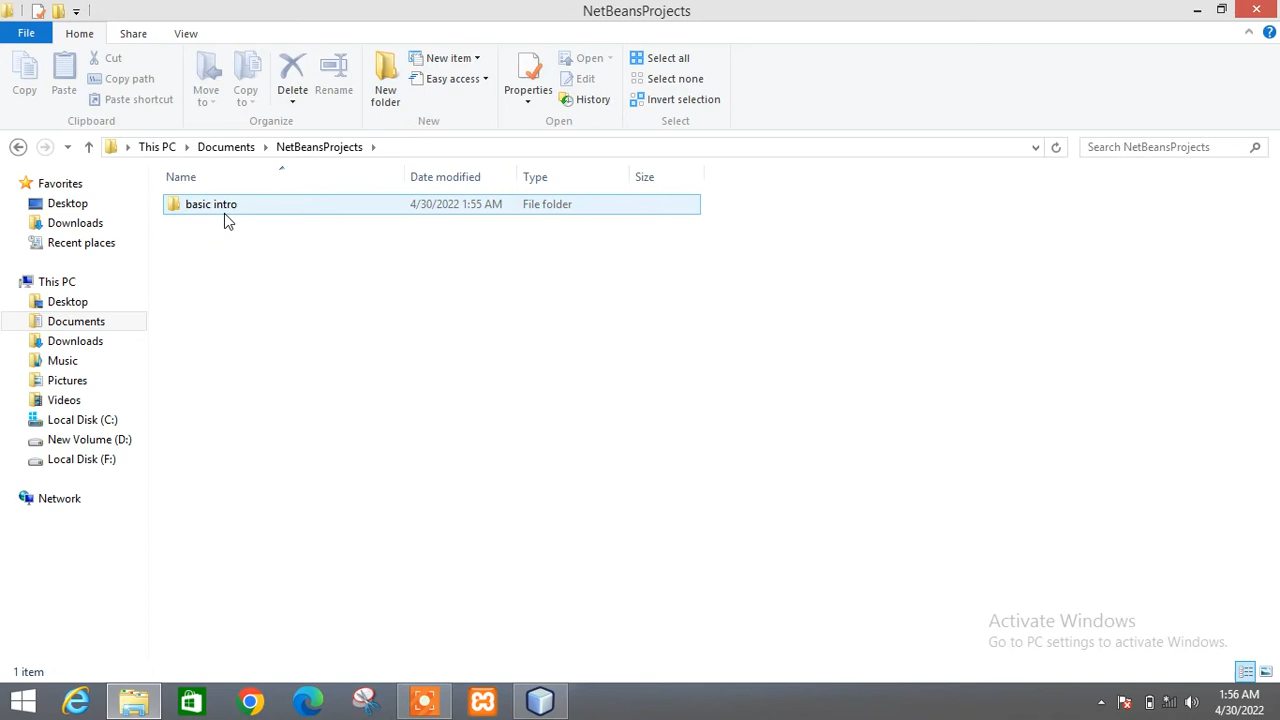 NetBeansProjects
File Home Share View
Copy Paste Cut Copy path Paste shortcut Clipboard
Move to Copy to Delete Rename Organize
New folder New item Easy access New
Properties Open Edit History Open
Select all Select none Invert selection Select
This PC Documents NetBeansProjects Search NetBeansProjects
Name Date modified Type Size
basic intro 4/30/2022 1:55 AM File folder
Favorites
Desktop
Downloads
Recent places
This PC
Desktop
Documents
Downloads
Music
Pictures
Videos
Local Disk (C:)
New Volume (D:)
Local Disk (F:)
Network
Activate Windows
Go to PC settings to activate Windows.
1 item
1:56 AM
4/30/2022